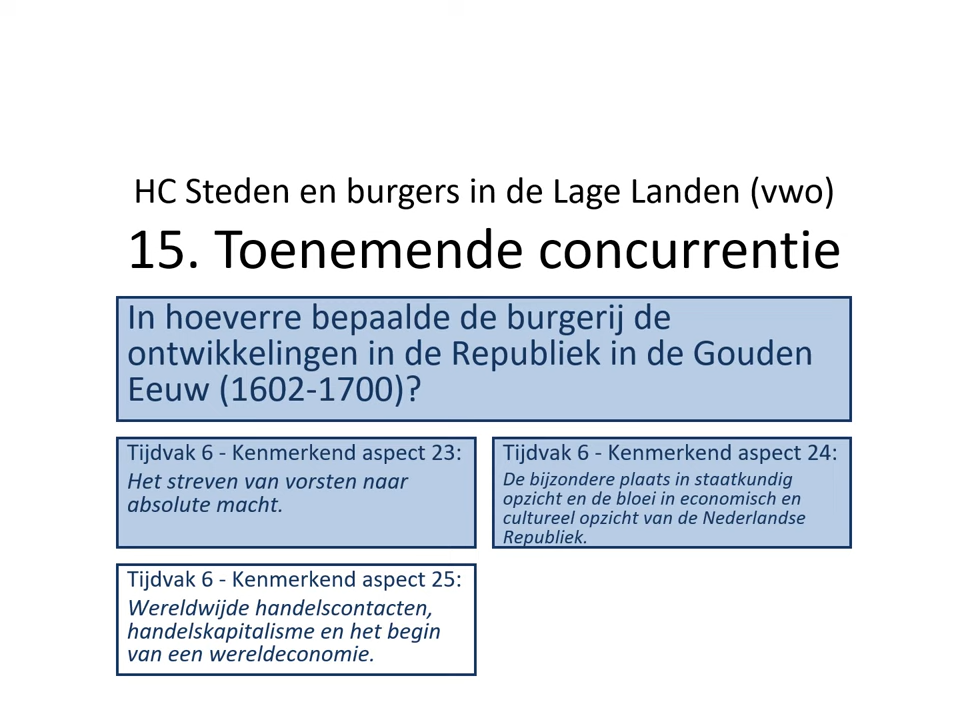 HC Steden en burgers in de Lage Landen (vwo)
15. Toenemende concurrentie
In hoeverre bepaalde de burgerij de
ontwikkelingen in de Republiek in de Gouden
Eeuw (1602-1700)?
Tijdvak 6 - Kenmerkend aspect 23:
Het streven van vorsten naar
absolute macht.
Tijdvak 6 - Kenmerkend aspect 24:
De bijzondere plaats in staatkundig
opzicht en de bloei in economisch en
cultureel opzicht van de Nederlandse
Republiek.
Tijdvak 6 - Kenmerkend aspect 25:
Wereldwijde handelscontacten,
handelskapitalisme en het begin
van een wereldeconomie.